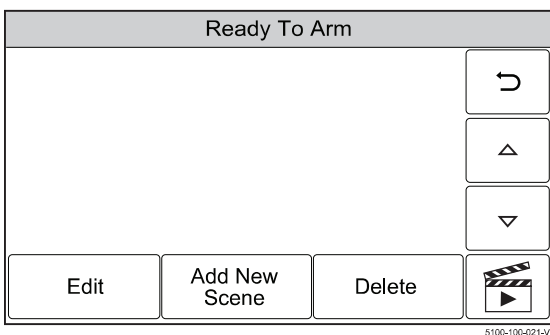 Ready To Arm
Edit
Add New
Scene
Delete
5100-100-021-V